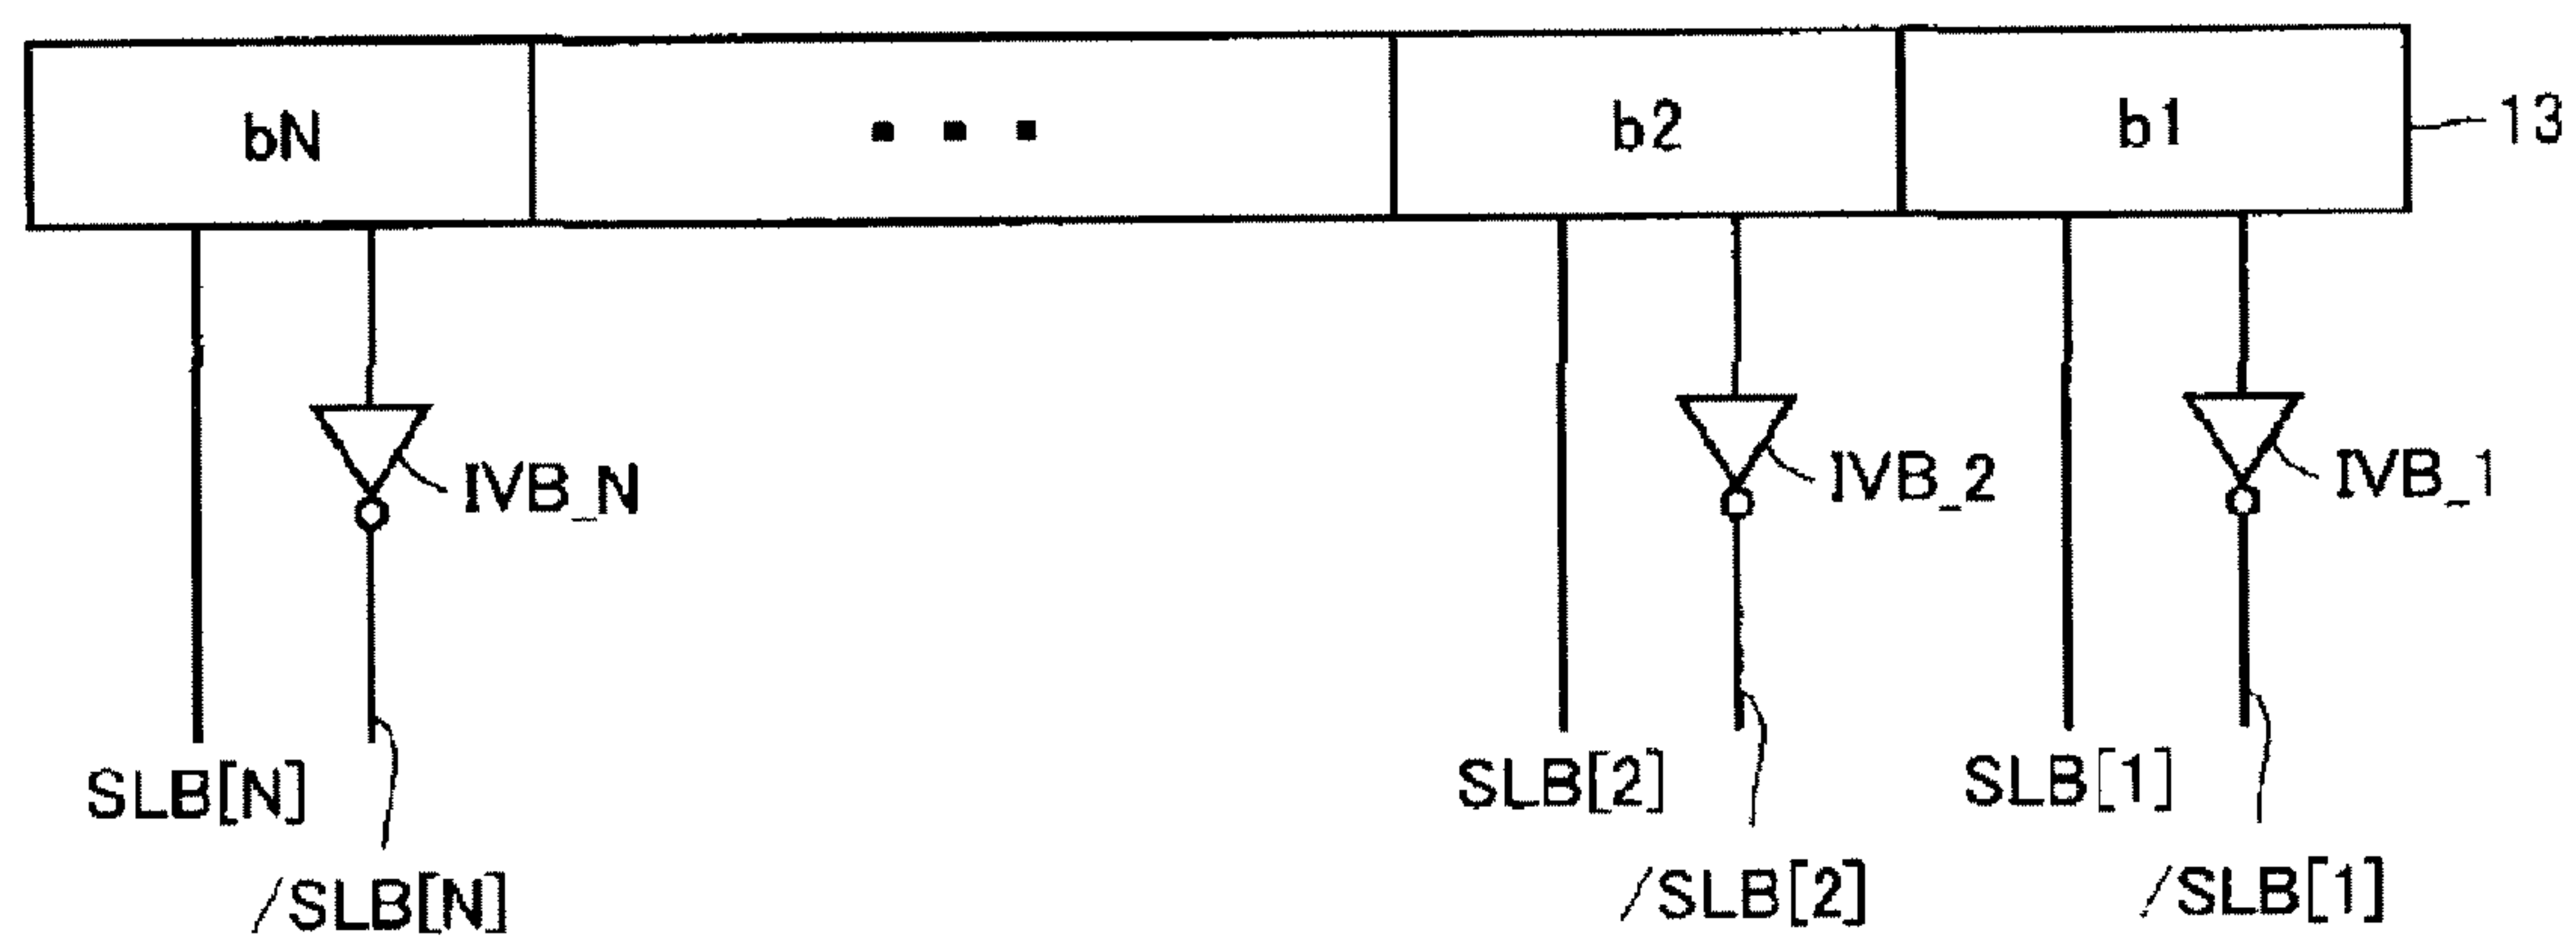 bN ▪ ▪ ▪ b2 b1 13
IVB_N IVB_2 IVB_1
SLB[N] SLB[2] SLB[1]
/SLB[N] /SLB[2] /SLB[1]